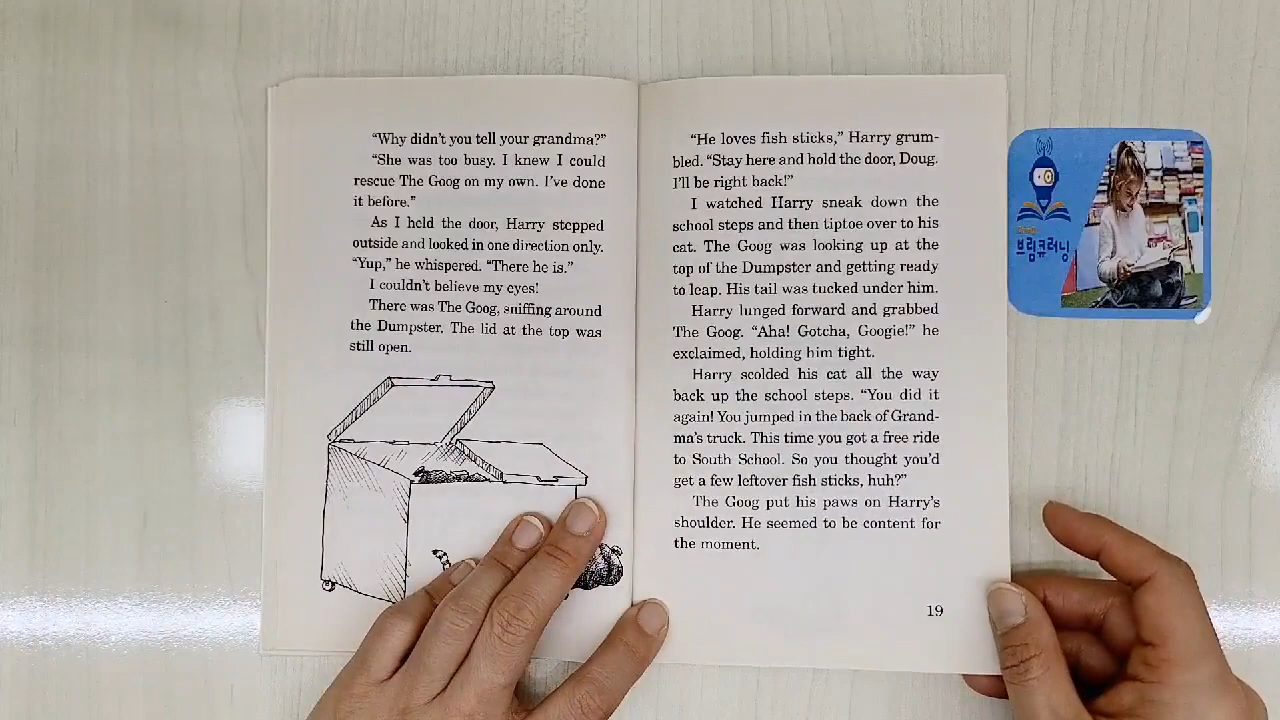 “Why didn’t you tell your grandma?”
“She was too busy. I knew I could
rescue The Goog on my own. I’ve done
it before.”
As I held the door, Harry stepped
outside and looked in one direction only.
“Yup,” he whispered. “There he is.”
I couldn’t believe my eyes!
There was The Goog, sniffing around
the Dumpster. The lid at the top was
still open.
“He loves fish sticks,” Harry grum-
bled. “Stay here and hold the door, Doug.
I’ll be right back!”
I watched Harry sneak down the
school steps and then tiptoe over to his
cat. The Goog was looking up at the
top of the Dumpster and getting ready
to leap. His tail was tucked under him.
Harry lunged forward and grabbed
The Goog. “Aha! Gotcha, Googie!” he
exclaimed, holding him tight.
Harry scolded his cat all the way
back up the school steps. “You did it
again! You jumped in the back of Grand-
ma’s truck. This time you got a free ride
to South School. So you thought you’d
get a few leftover fish sticks, huh?”
The Goog put his paws on Harry’s
shoulder. He seemed to be content for
the moment.
19
브림큐러닝